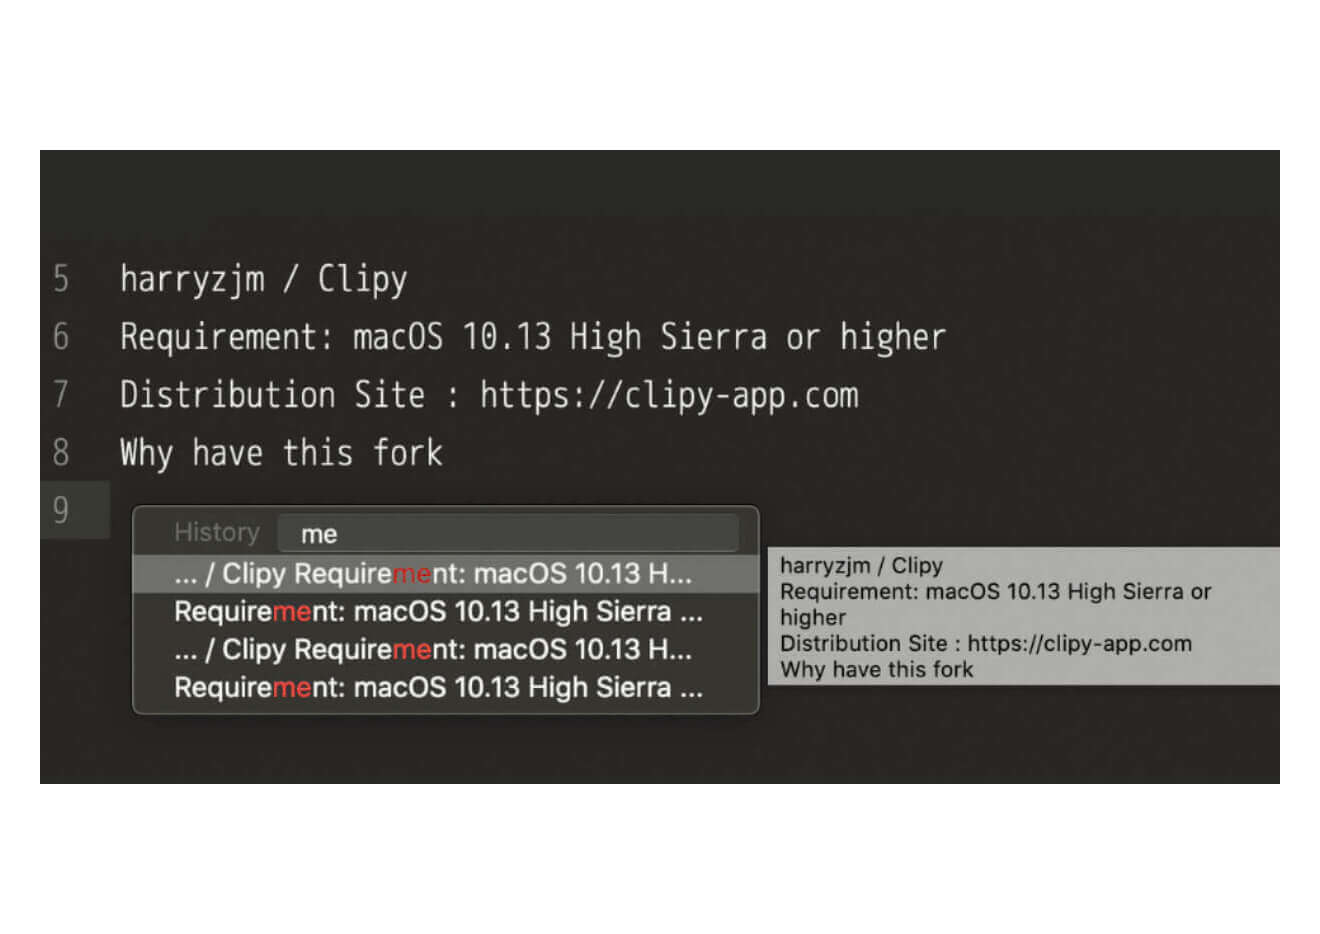 5 harryzjm / Clipy
6 Requirement: macOS 10.13 High Sierra or higher
7 Distribution Site : https://clipy-app.com
8 Why have this fork
9
History me
... / Clipy Requirement: macOS 10.13 H...
Requirement: macOS 10.13 High Sierra ...
... / Clipy Requirement: macOS 10.13 H...
Requirement: macOS 10.13 High Sierra ...
harryzjm / Clipy
Requirement: macOS 10.13 High Sierra or
higher
Distribution Site : https://clipy-app.com
Why have this fork